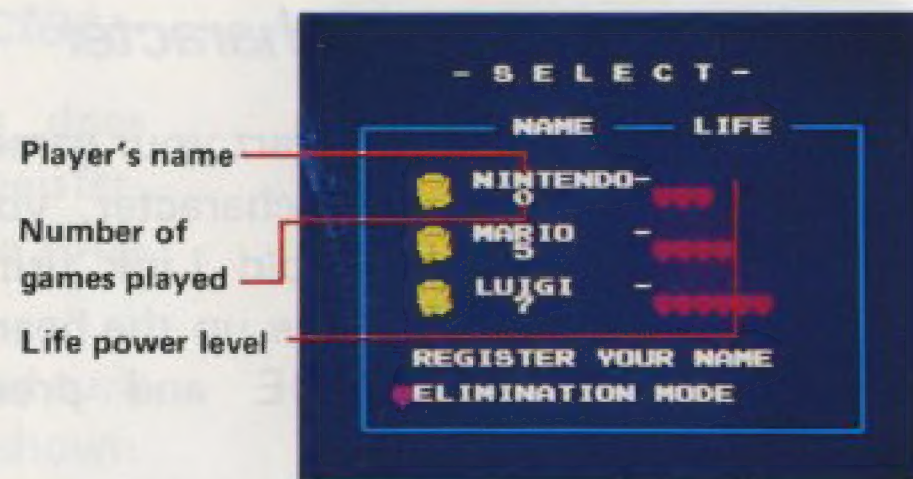 - S E L E C T -
NAME LIFE
Player's name
NINTENDO-
0
Number of
games played
MARIO -
5
LUIGI -
7
Life power level
REGISTER YOUR NAME
ELIMINATION MODE